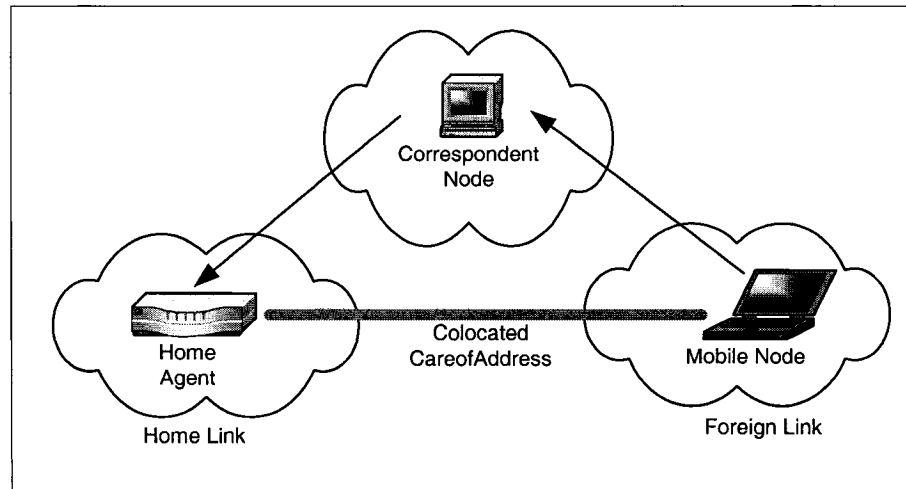 Correspondent
Node
Home
Agent
Colocated
CareofAddress
Mobile Node
Home Link
Foreign Link